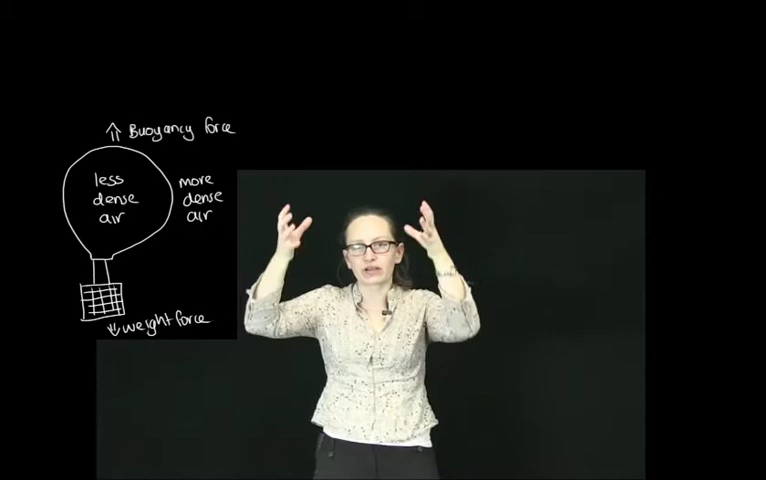 Buoyancy force
less
dense
air
more
dense
air
weight force